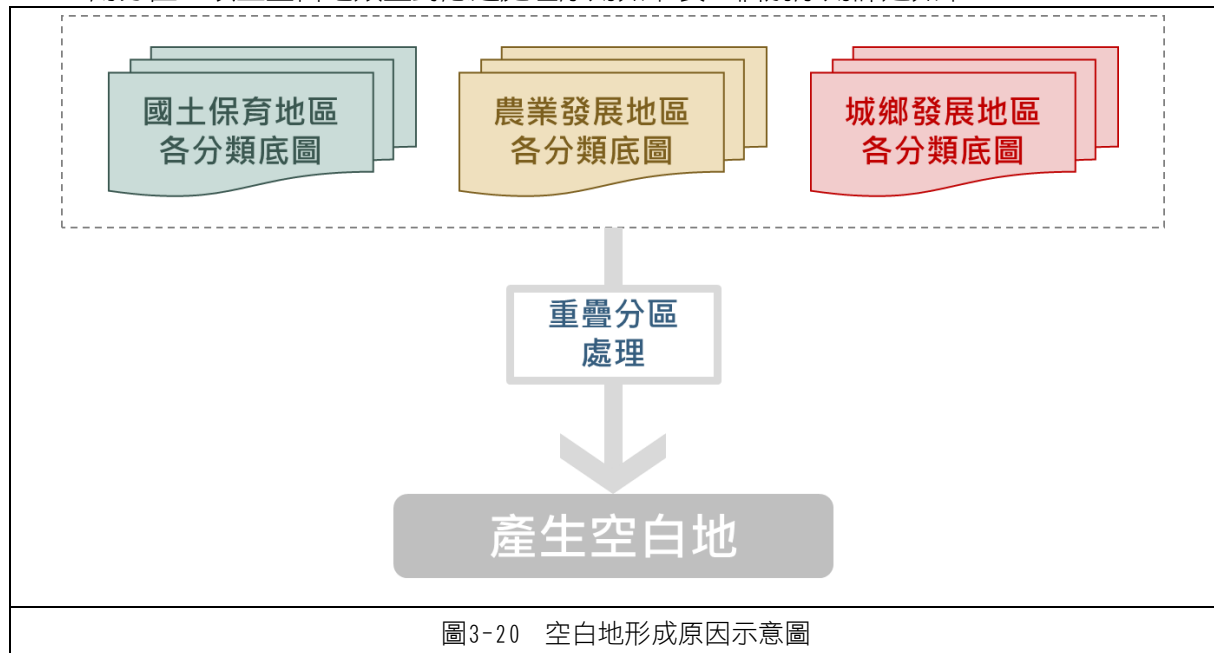 國土保育地區
各分類底圖
農業發展地區
各分類底圖
城鄉發展地區
各分類底圖
重疊分區
處理
產生空白地
圖3-20 空白地形成原因示意圖